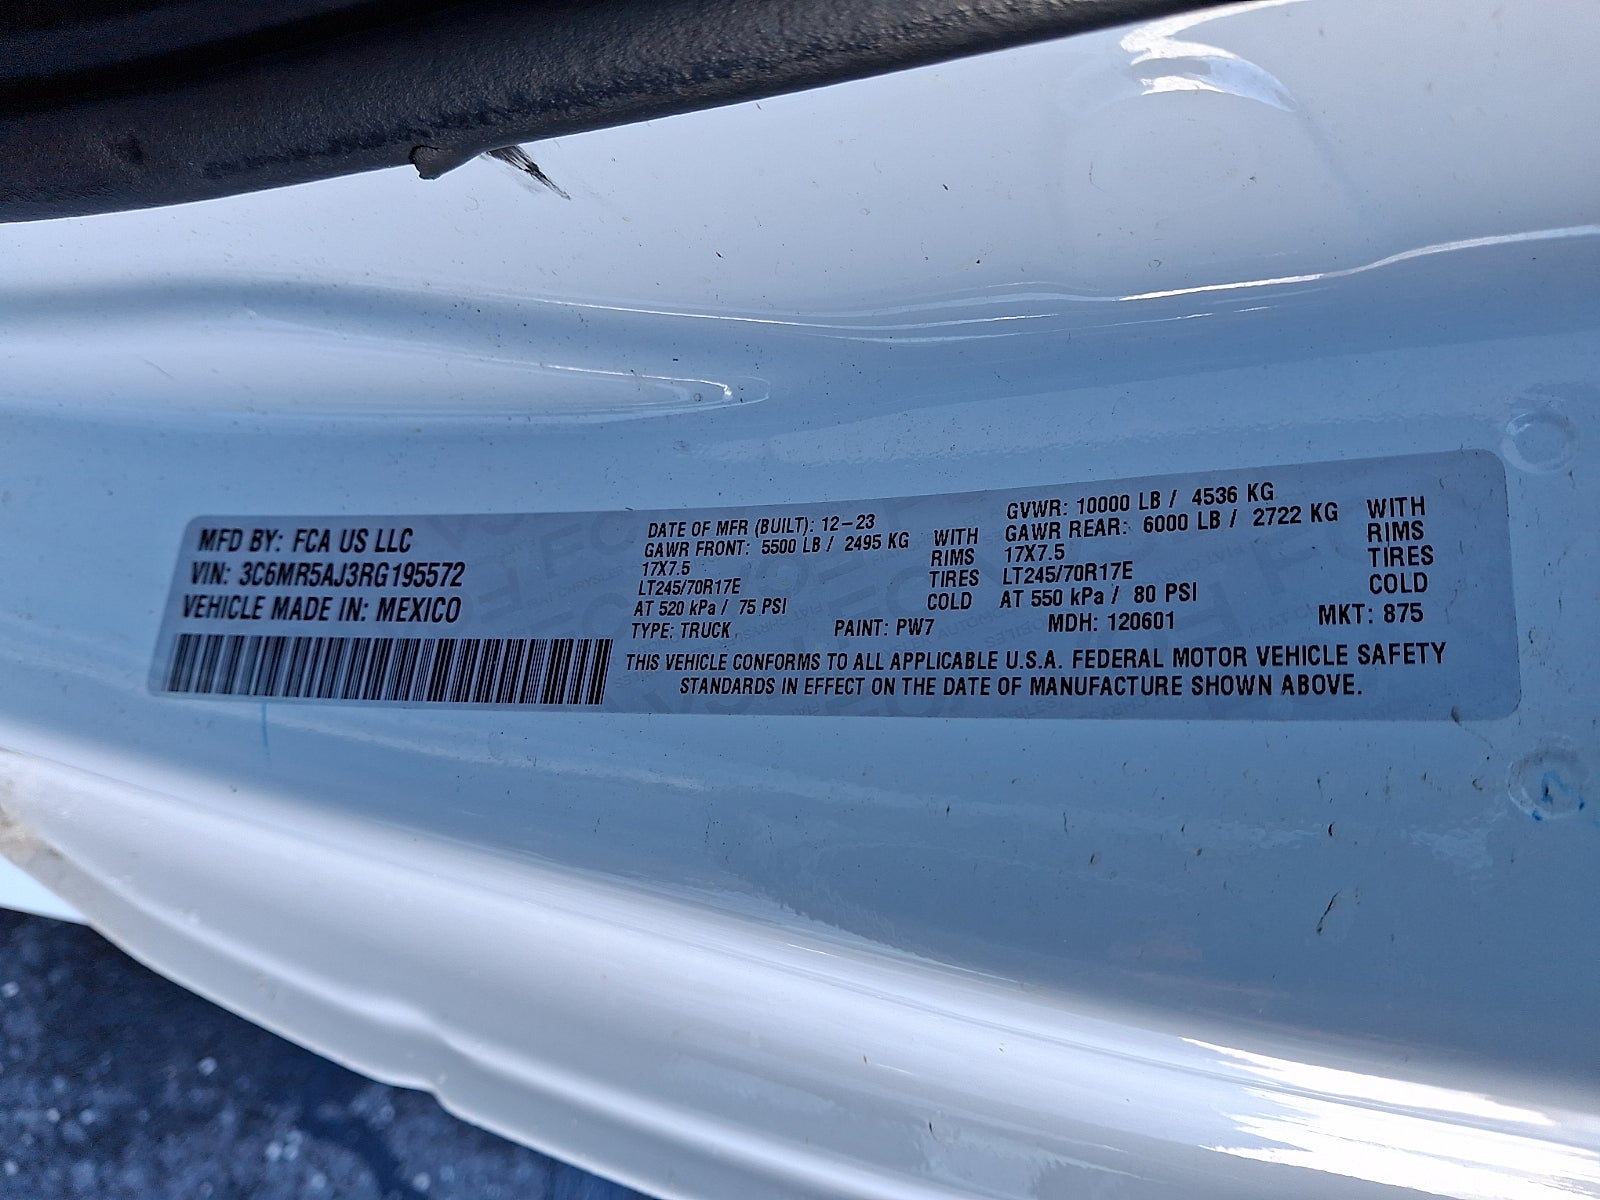 MFD BY: FCA US LLC
VIN: 3C6MR5AJ3RG195572
VEHICLE MADE IN: MEXICO
DATE OF MFR (BUILT): 12-23
GAWR FRONT: 5500 LB / 2495 KG WITH
17X7.5 RIMS
LT245/70R17E TIRES
AT 520 kPa / 75 PSI COLD
GVWR: 10000 LB / 4536 KG
GAWR REAR: 6000 LB / 2722 KG WITH
17X7.5 RIMS
LT245/70R17E TIRES
AT 550 kPa / 80 PSI COLD
TYPE: TRUCK PAINT: PW7 MDH: 120601 MKT: 875
THIS VEHICLE CONFORMS TO ALL APPLICABLE U.S.A. FEDERAL MOTOR VEHICLE SAFETY
STANDARDS IN EFFECT ON THE DATE OF MANUFACTURE SHOWN ABOVE.